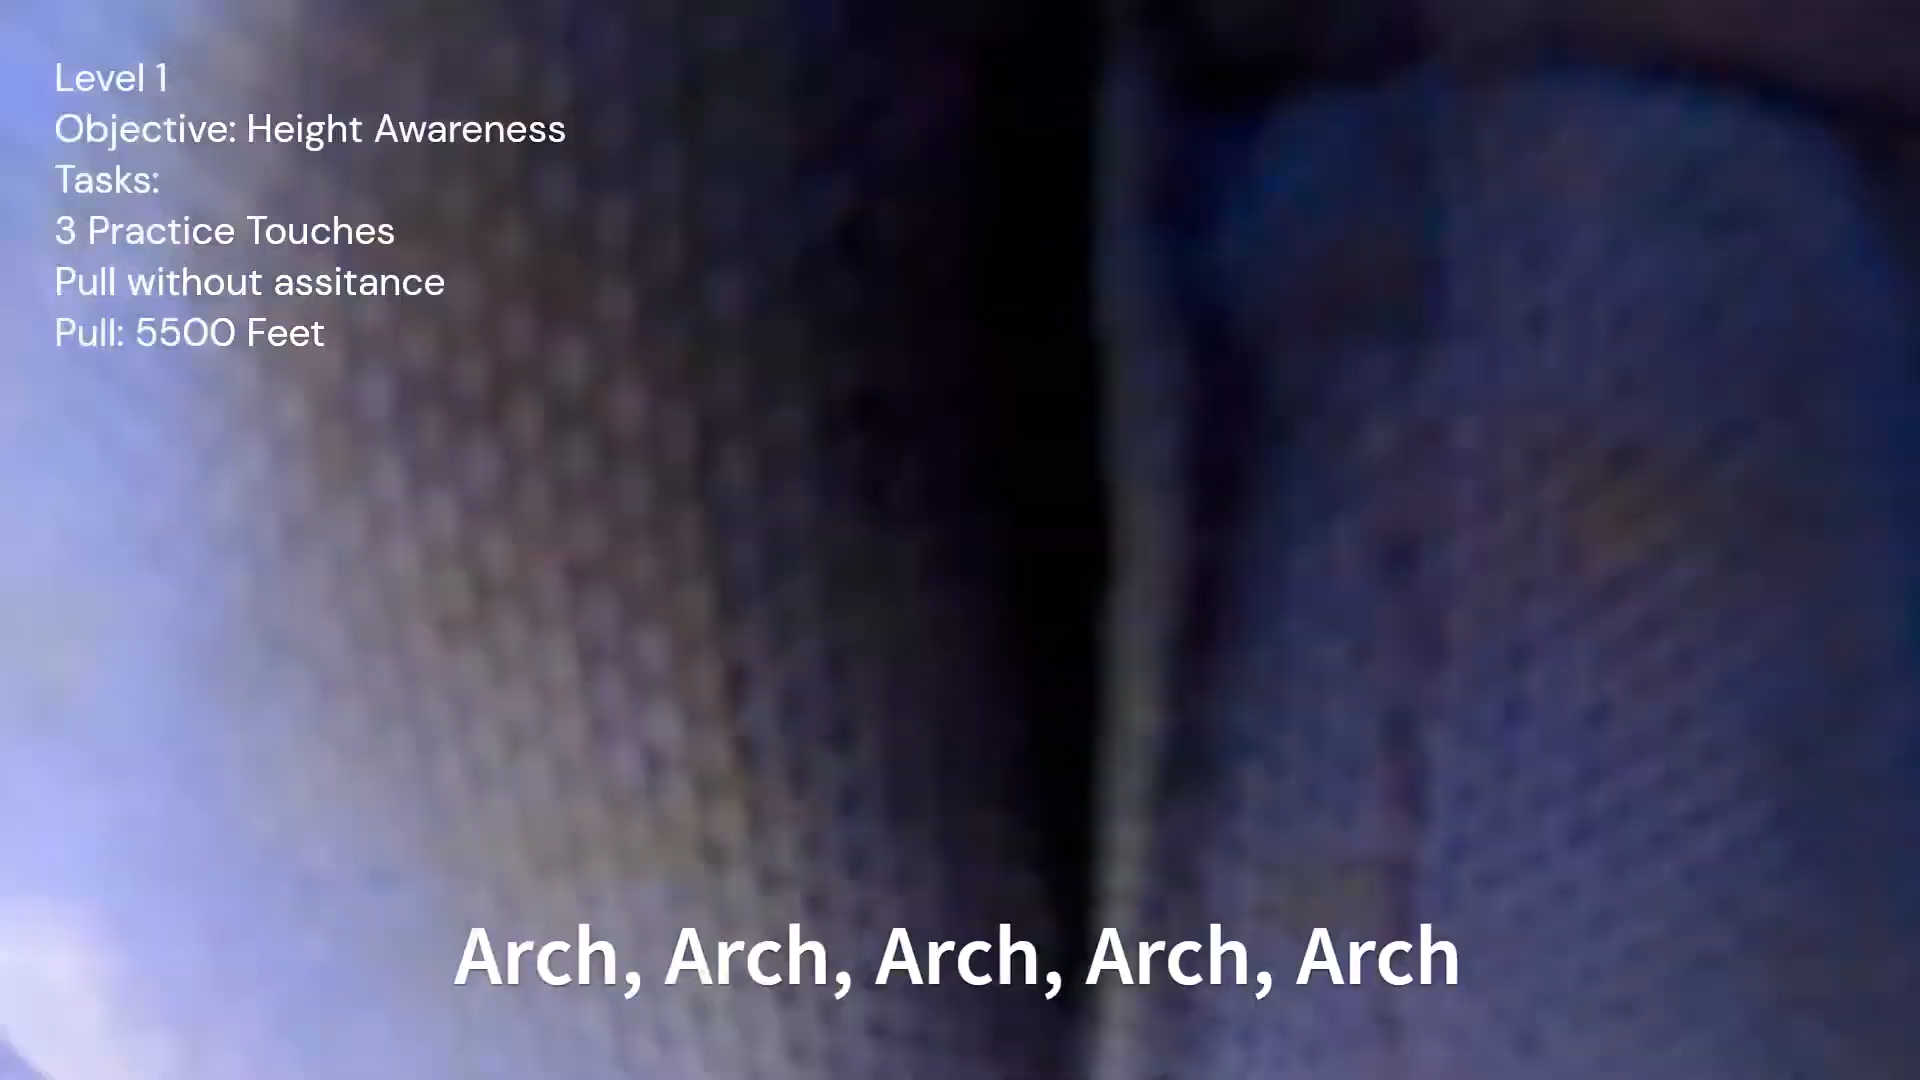 Level 1
Objective: Height Awareness
Tasks:
3 Practice Touches
Pull without assitance
Pull: 5500 Feet
Arch, Arch, Arch, Arch, Arch